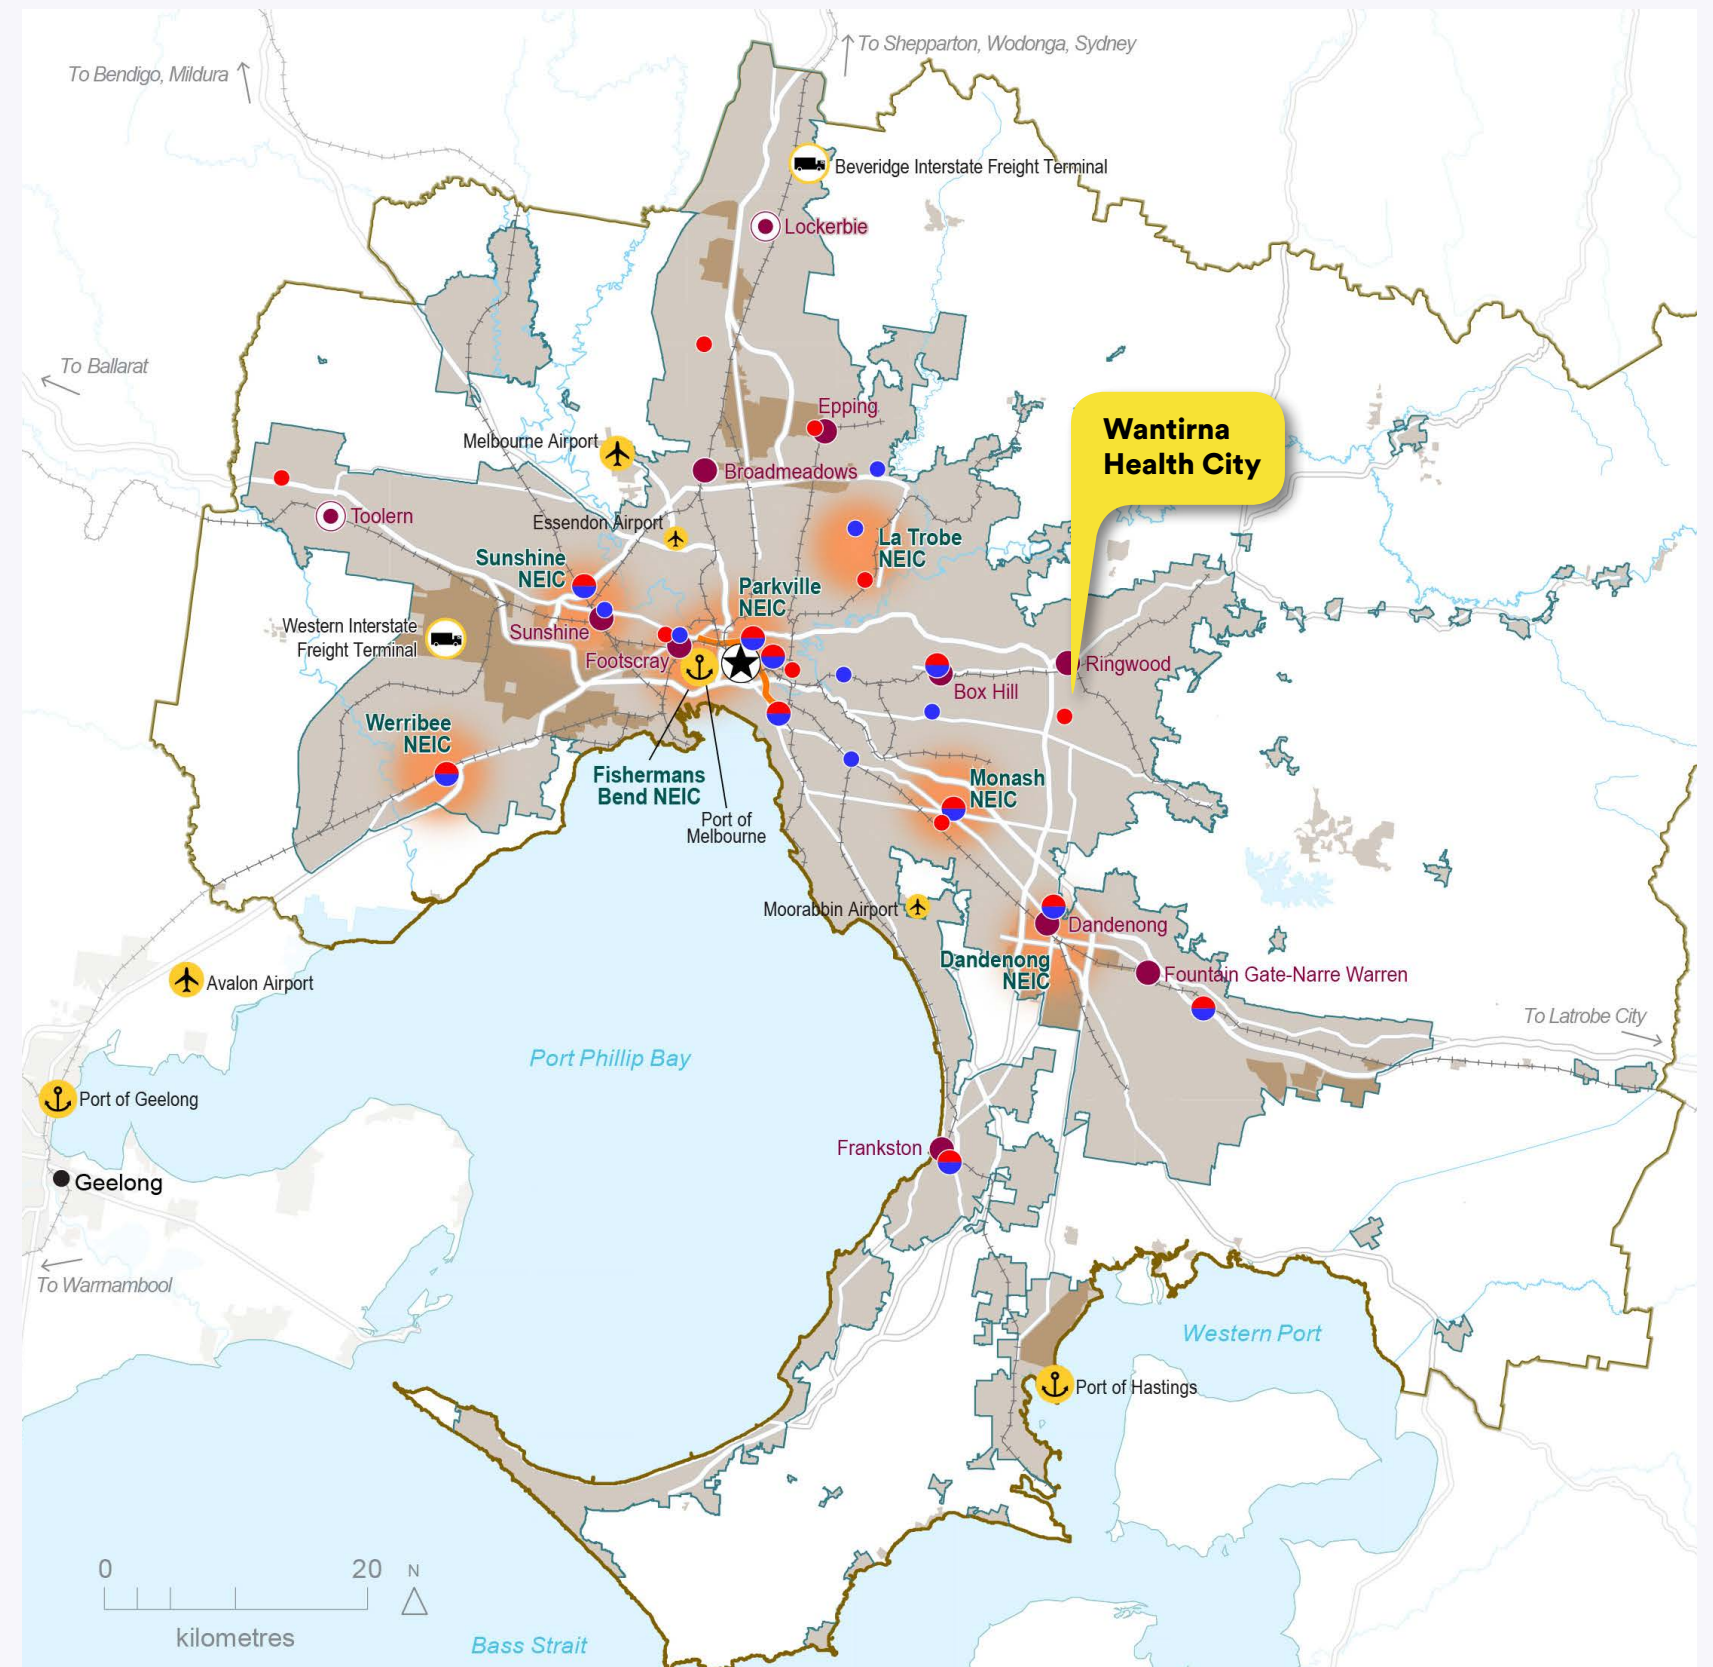 To Shepparton, Wodonga, Sydney
To Bendigo, Mildura
Beveridge Interstate Freight Terminal
Lockerbie
To Ballarat
Epping
Wantirna
Health City
Melbourne Airport
Broadmeadows
Toolern
Essendon Airport
La Trobe
NEIC
Sunshine
NEIC
Parkville
NEIC
Western Interstate
Freight Terminal
Sunshine
Footscray
Ringwood
Box Hill
Werribee
NEIC
Fishermans
Bend NEIC
Monash
NEIC
Port of
Melbourne
Moorabbin Airport
Dandenong
Dandenong
NEIC
Fountain Gate-Narre Warren
Avalon Airport
To Latrobe City
Port Phillip Bay
Port of Geelong
Frankston
Geelong
To Warrnambool
Western Port
Port of Hastings
0 20 N
kilometres
Bass Strait